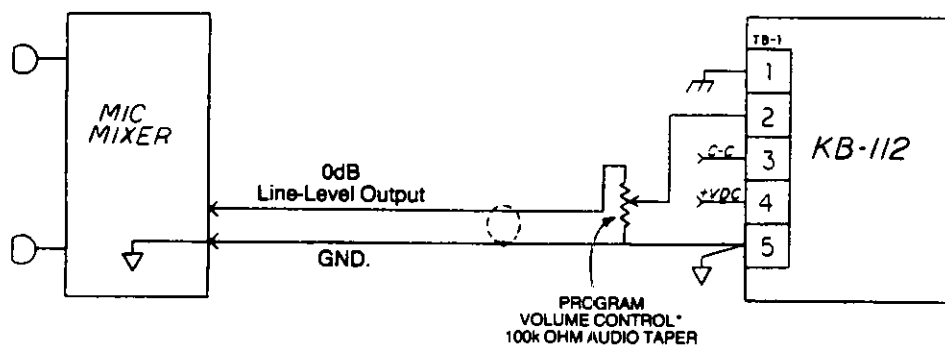 MIC
MIXER
0dB
Line-Level Output
GND.
PROGRAM
VOLUME CONTROL*
100k OHM AUDIO TAPER
TB-1
1
2
C-C
3
+VDC
4
5
KB-112